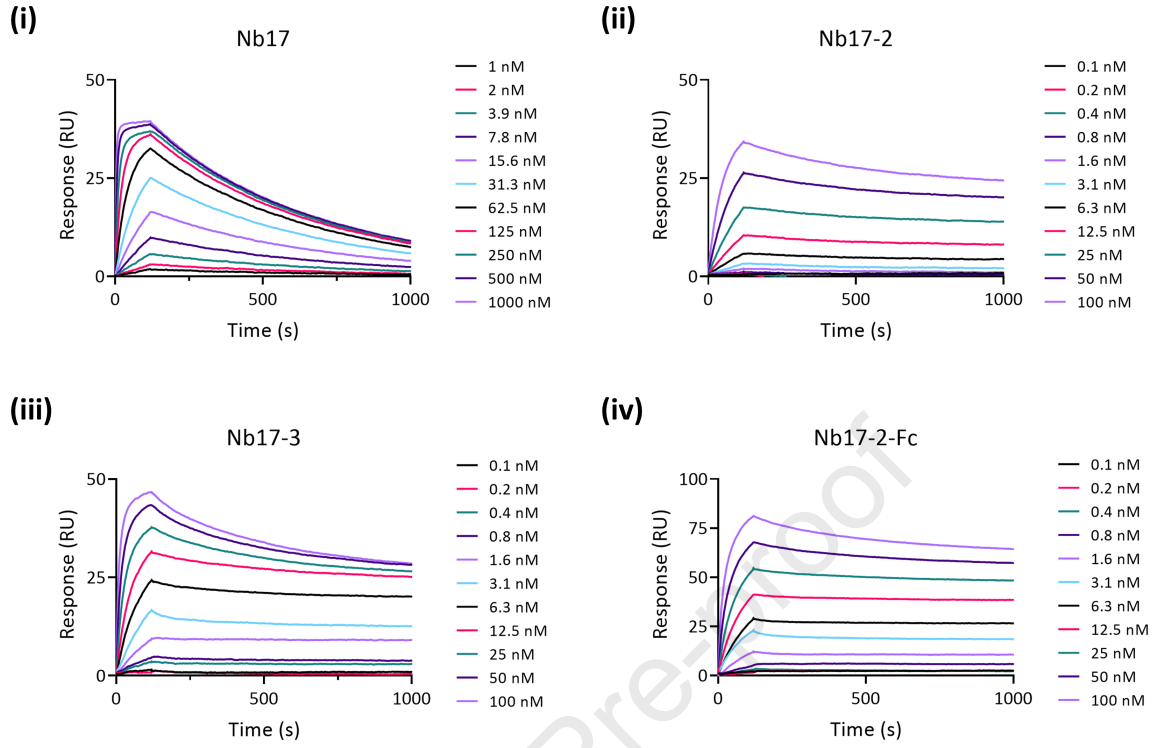 (i)
Nb17
50
25
0
Response (RU)
0
500
1000
Time (s)
1 nM
2 nM
3.9 nM
7.8 nM
15.6 nM
31.3 nM
62.5 nM
125 nM
250 nM
500 nM
1000 nM
(ii)
Nb17-2
50
25
0
Response (RU)
0
500
1000
Time (s)
0.1 nM
0.2 nM
0.4 nM
0.8 nM
1.6 nM
3.1 nM
6.3 nM
12.5 nM
25 nM
50 nM
100 nM
(iii)
Nb17-3
50
25
0
Response (RU)
0
500
1000
Time (s)
0.1 nM
0.2 nM
0.4 nM
0.8 nM
1.6 nM
3.1 nM
6.3 nM
12.5 nM
25 nM
50 nM
100 nM
(iv)
Nb17-2-Fc
100
75
50
25
0
Response (RU)
0
500
1000
Time (s)
0.1 nM
0.2 nM
0.4 nM
0.8 nM
1.6 nM
3.1 nM
6.3 nM
12.5 nM
25 nM
50 nM
100 nM
Pre-proof